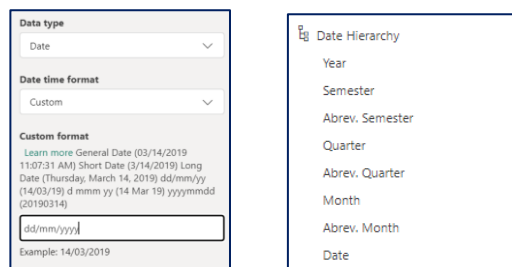 Data type
Date
Date time format
Custom
Custom format
Learn more General Date (03/14/2019
11:07:31 AM) Short Date (3/14/2019) Long
Date (Thursday, March 14, 2019) dd/mm/yy
(14/03/19) d mmm yy (14 Mar 19) yyyymmdd
(20190314)
dd/mm/yyyy
Example: 14/03/2019
Date Hierarchy
Year
Semester
Abrev. Semester
Quarter
Abrev. Quarter
Month
Abrev. Month
Date